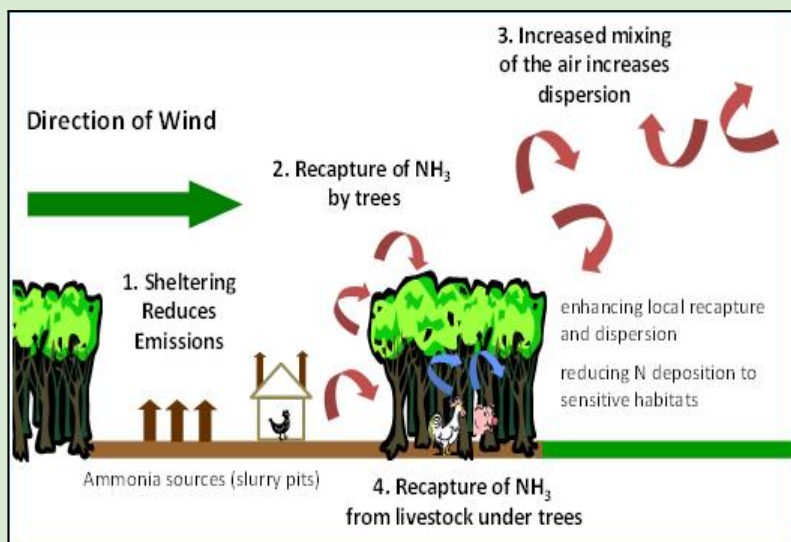 3. Increased mixing
of the air increases
dispersion
Direction of Wind
2. Recapture of NH₃
by trees
1. Sheltering
Reduces
Emissions
enhancing local recapture
and dispersion
reducing N deposition to
sensitive habitats
Ammonia sources (slurry pits)
4. Recapture of NH₃
from livestock under trees